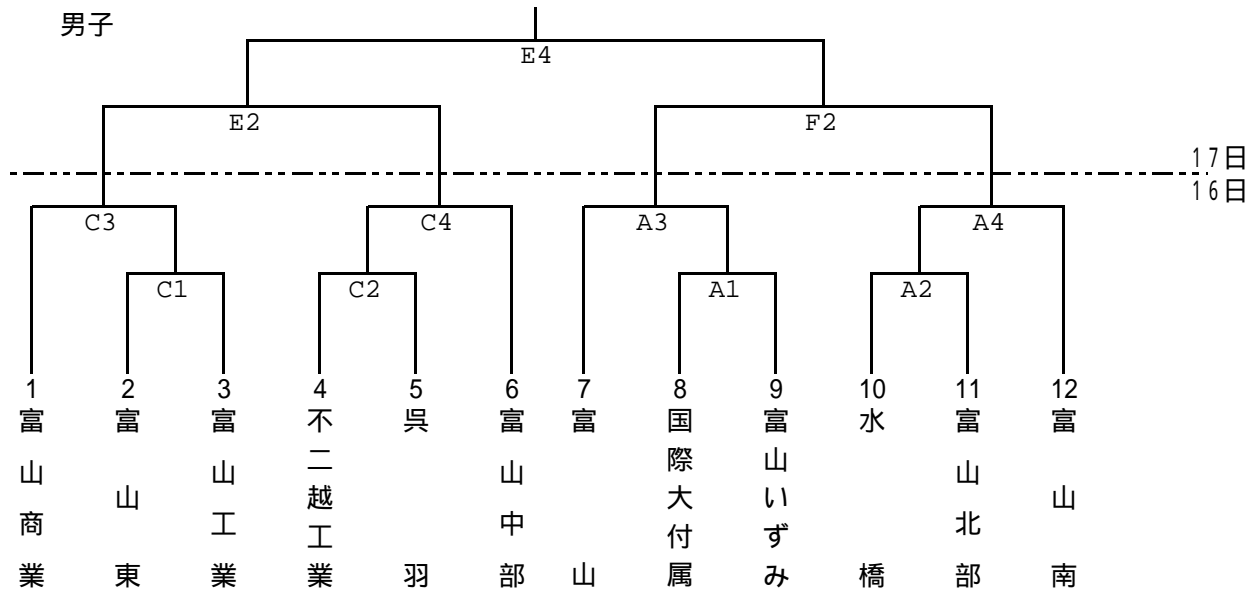 男子
E4
E2
F2
17日
16日
C3
C4
A3
A4
C1
C2
A1
A2
1
2
3
4
5
6
7
8
9
10
11
12
富山商業
富山東
富山工業
不二越工業
呉羽
富山中部
富山
国際大付属
富山いずみ
水橋
富山北部
富山南